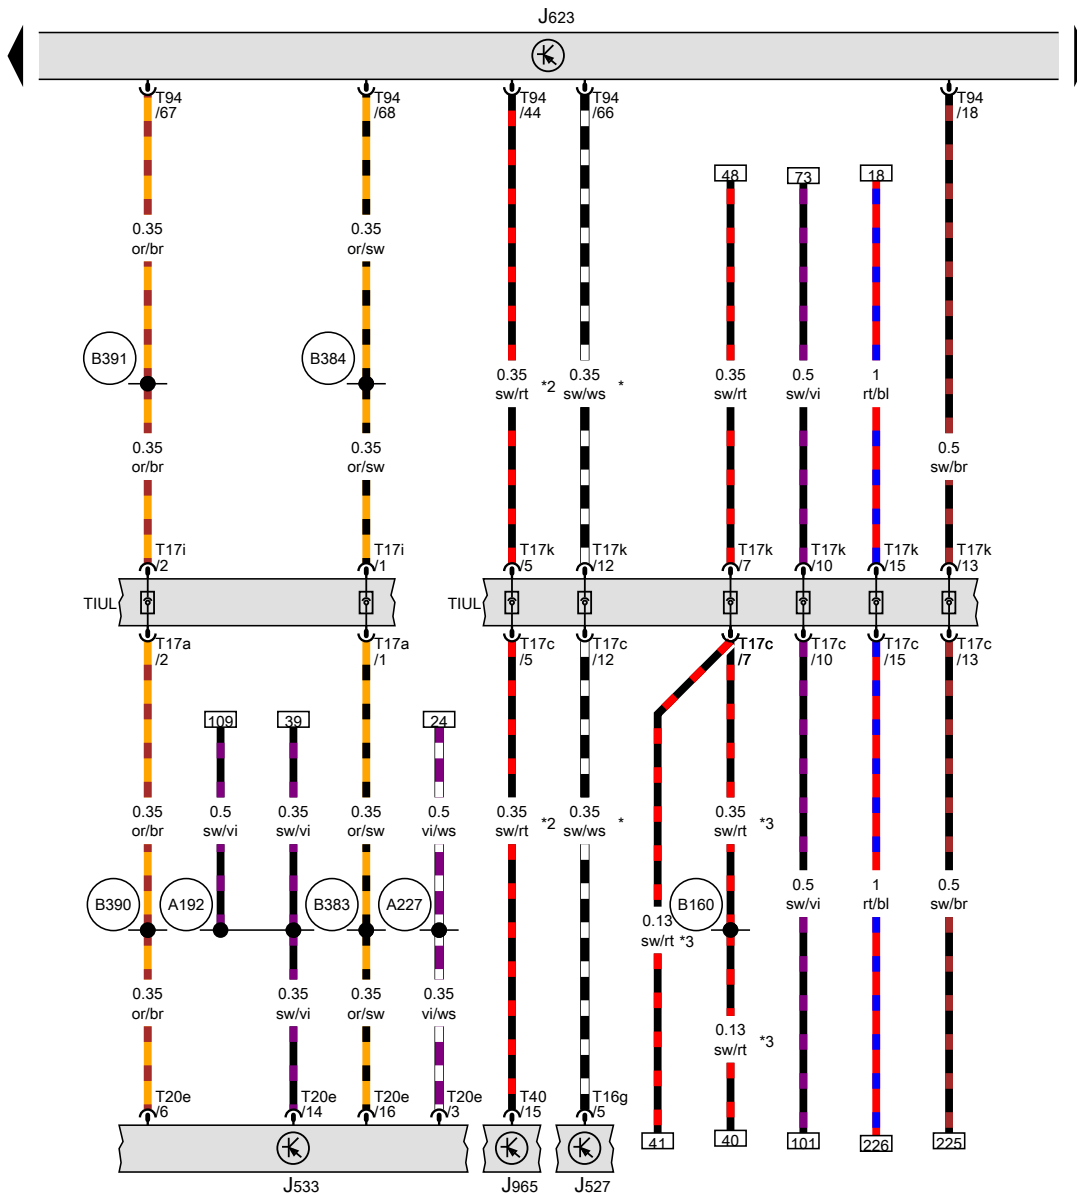 J623
T94 T94 T94 T94 T94
/67 /68 /44 /66 /18
48 73 18
0.35 0.35
or/br or/sw
B391 B384
0.35 *2 0.35 * 0.35 0.5 1
sw/rt sw/ws sw/rt sw/vi rt/bl
0.35 0.35 0.5
or/br or/sw sw/br
T17i T17i T17k T17k T17k T17k T17k T17k
/2 /1 /5 /12 /7 /10 /15 /13
TIUL TIUL
T17a T17a T17c T17c T17c T17c T17c T17c
/2 /1 /5 /12 /7 /10 /15 /13
109 39 24
0.35 0.5 0.35 0.35 0.5 0.35 *2 0.35 * 0.35 *3
or/br sw/vi sw/vi or/sw vi/ws sw/rt sw/ws sw/rt
0.5 1 0.5
sw/vi rt/bl sw/br
B390 A192 B383 A227 B160
0.13
sw/rt *3
0.35 0.35 0.35 0.35
or/br sw/vi or/sw vi/ws
0.13 *3
sw/rt
T20e T20e T20e T20e T40 T16g
/6 /14 /16 /3 /15 /5
41 40 101 226 225
J533 J965 J527